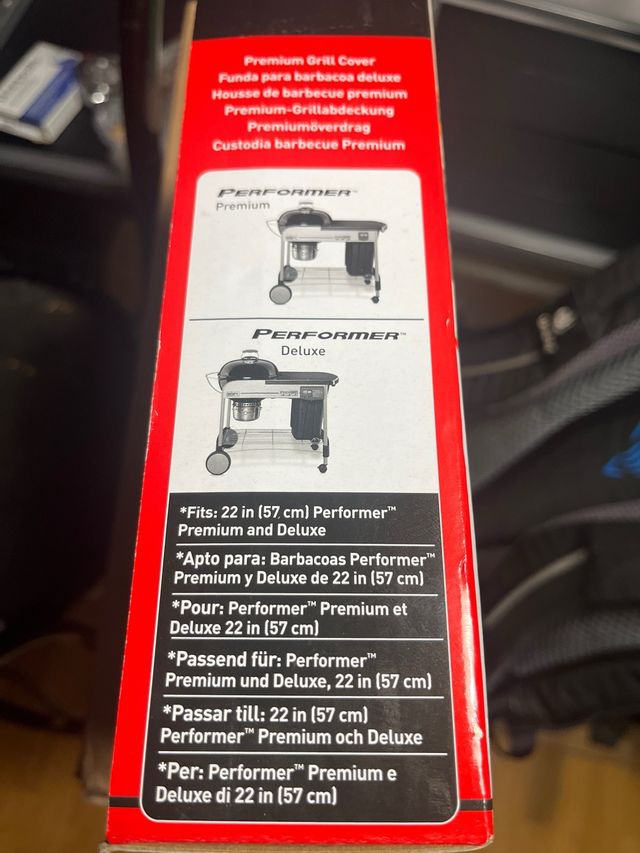 Premium Grill Cover
Funda para barbacoa deluxe
Housse de barbecue premium
Premium-Grillabdeckung
Premiumöverdrag
Custodia barbecue Premium
PERFORMER™
Premium
PERFORMER™
Deluxe
*Fits: 22 in (57 cm) Performer™
Premium and Deluxe
*Apto para: Barbacoas Performer™
Premium y Deluxe de 22 in (57 cm)
*Pour: Performer™ Premium et
Deluxe 22 in (57 cm)
*Passend für: Performer™
Premium und Deluxe, 22 in (57 cm)
*Passar till: 22 in (57 cm)
Performer™ Premium och Deluxe
*Per: Performer™ Premium e
Deluxe di 22 in (57 cm)